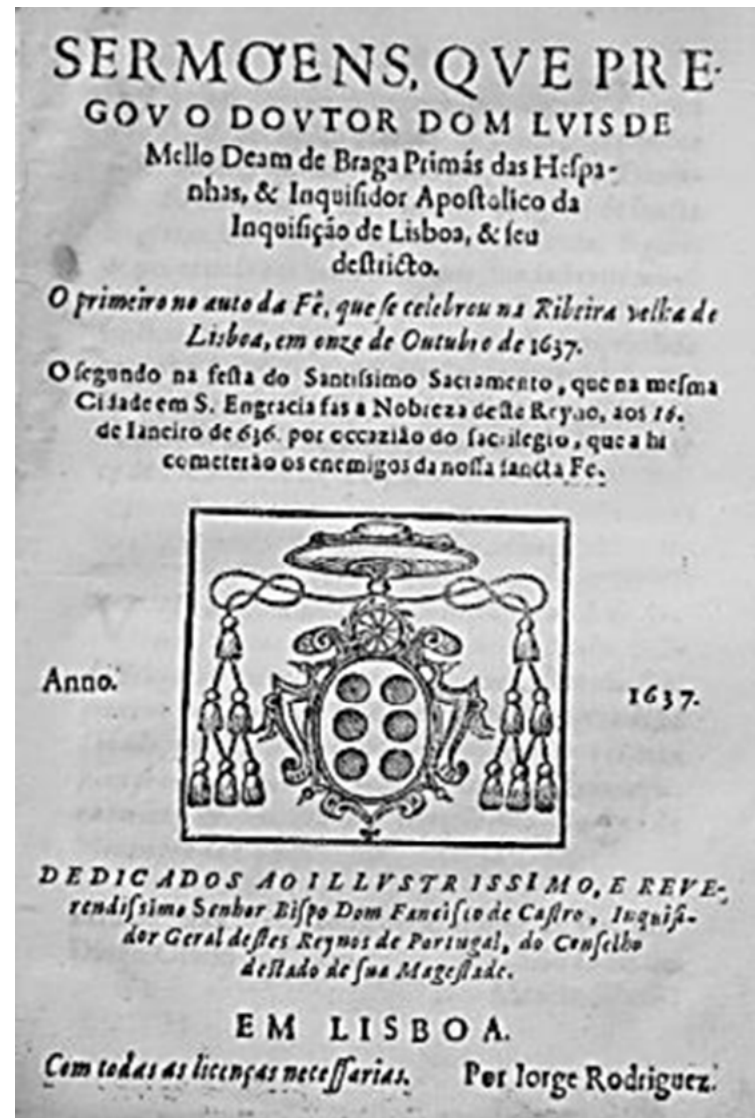 SERMOENS, QVE PRE-
GOV O DOVTOR DOM LVIS DE
Mello Deam de Braga Primás das Heſpa-
nhas, & Inquiſidor Apoſtolico da
Inquiſição de Lisboa, & ſeu
deſtricto.
O primeiro no auto da Fê, que ſe celebrou na Ribeira velha de
Lisboa, em onze de Outubro de 1637.
O ſegundo na feſta do Santiſsimo Sacramento, que na meſma
Cidade em S. Engracia fas a Nobreza deſte Reyno, aos 16.
de Ianeiro de 636. por occazião do ſacrilegio, que a hi
cometerão os enemigos da noſſa ſancta Fe.
Anno. 1637.
DEDICADOS AO ILLVSTRISSIMO, E REVE-
rendiſsimo Senhor Biſpo Dom Fanciſco de Caſtro, Inquiſi-
dor Geral deſtes Reynos de Portugal, do Conſelho
deſtado de ſua Mageſtade.
EM LISBOA.
Com todas as licenças neceſſarias. Por Iorge Rodriguez.